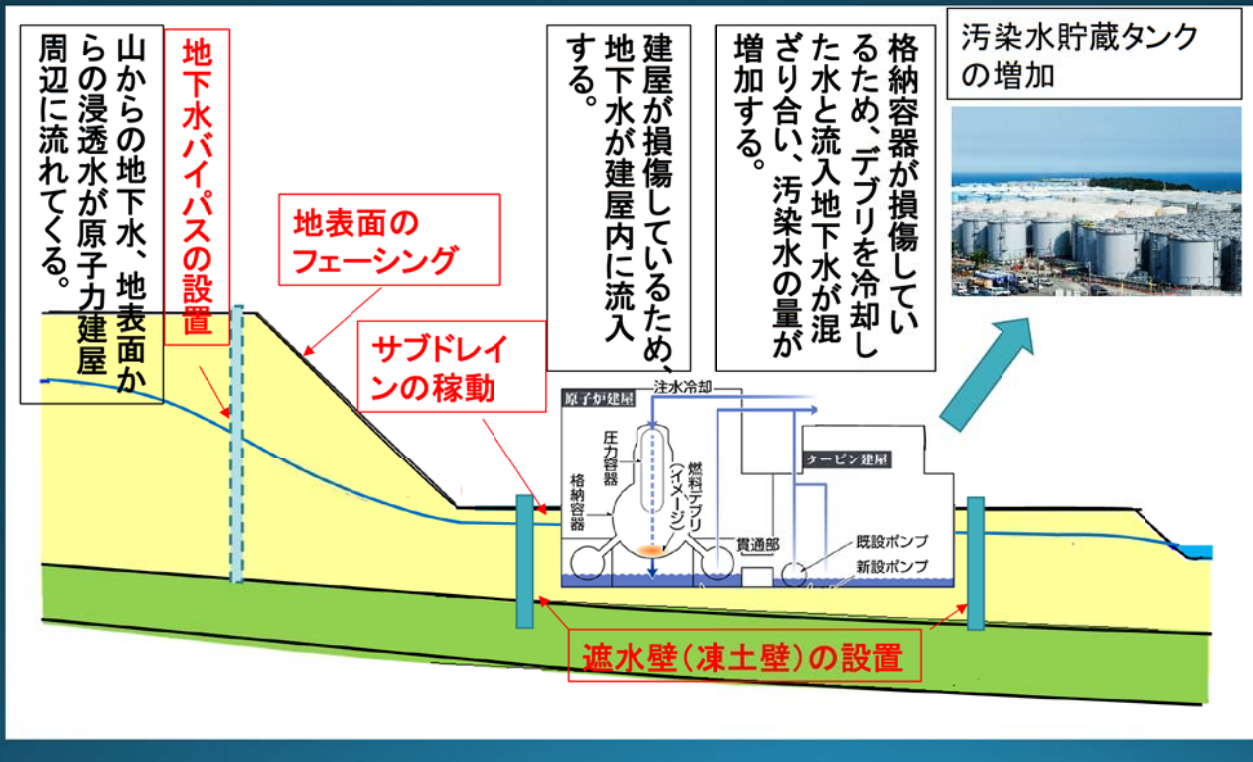 山からの地下水、地表面か
らの浸透水が原子力建屋
周辺に流れてくる。
地下水バイパスの設置
地表面の
フェーシング
サブドレイ
ンの稼動
建屋が損傷しているため、
地下水が建屋内に流入
する。
格納容器が損傷してい
るため、デブリを冷却し
た水と流入地下水が混
ざり合い、汚染水の量が
増加する。
汚染水貯蔵タンク
の増加
原子炉建屋
注水冷却
圧力容器
格納容器
燃料デブリ
（イメージ）
タービン建屋
貫通部
既設ポンプ
新設ポンプ
遮水壁（凍土壁）の設置